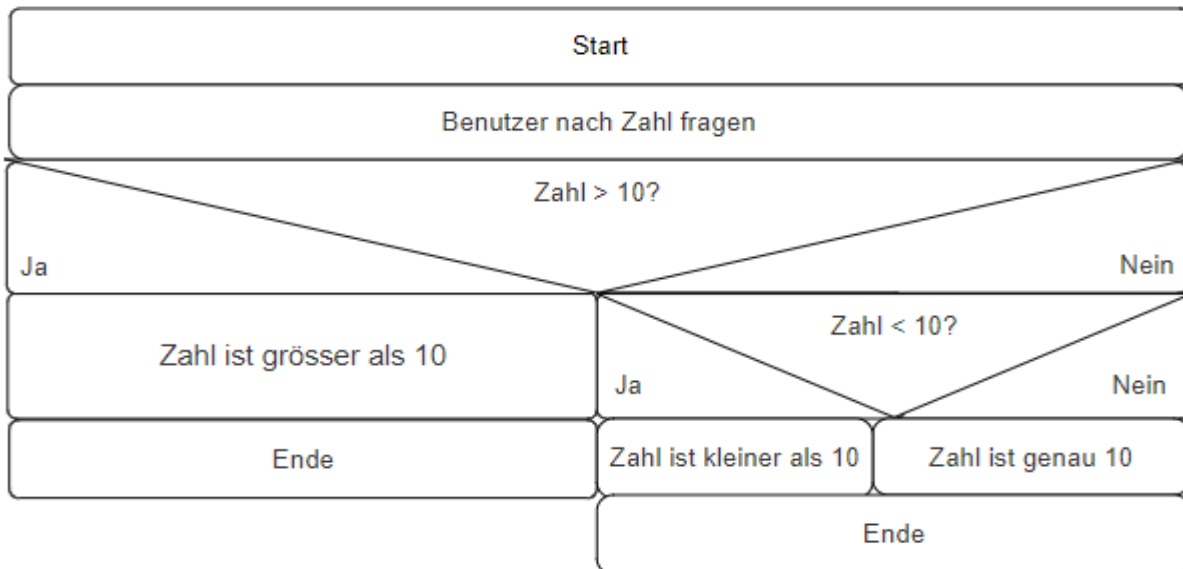 Start
Benutzer nach Zahl fragen
Zahl > 10?
Ja
Nein
Zahl ist grösser als 10
Zahl < 10?
Ja
Nein
Ende
Zahl ist kleiner als 10
Zahl ist genau 10
Ende